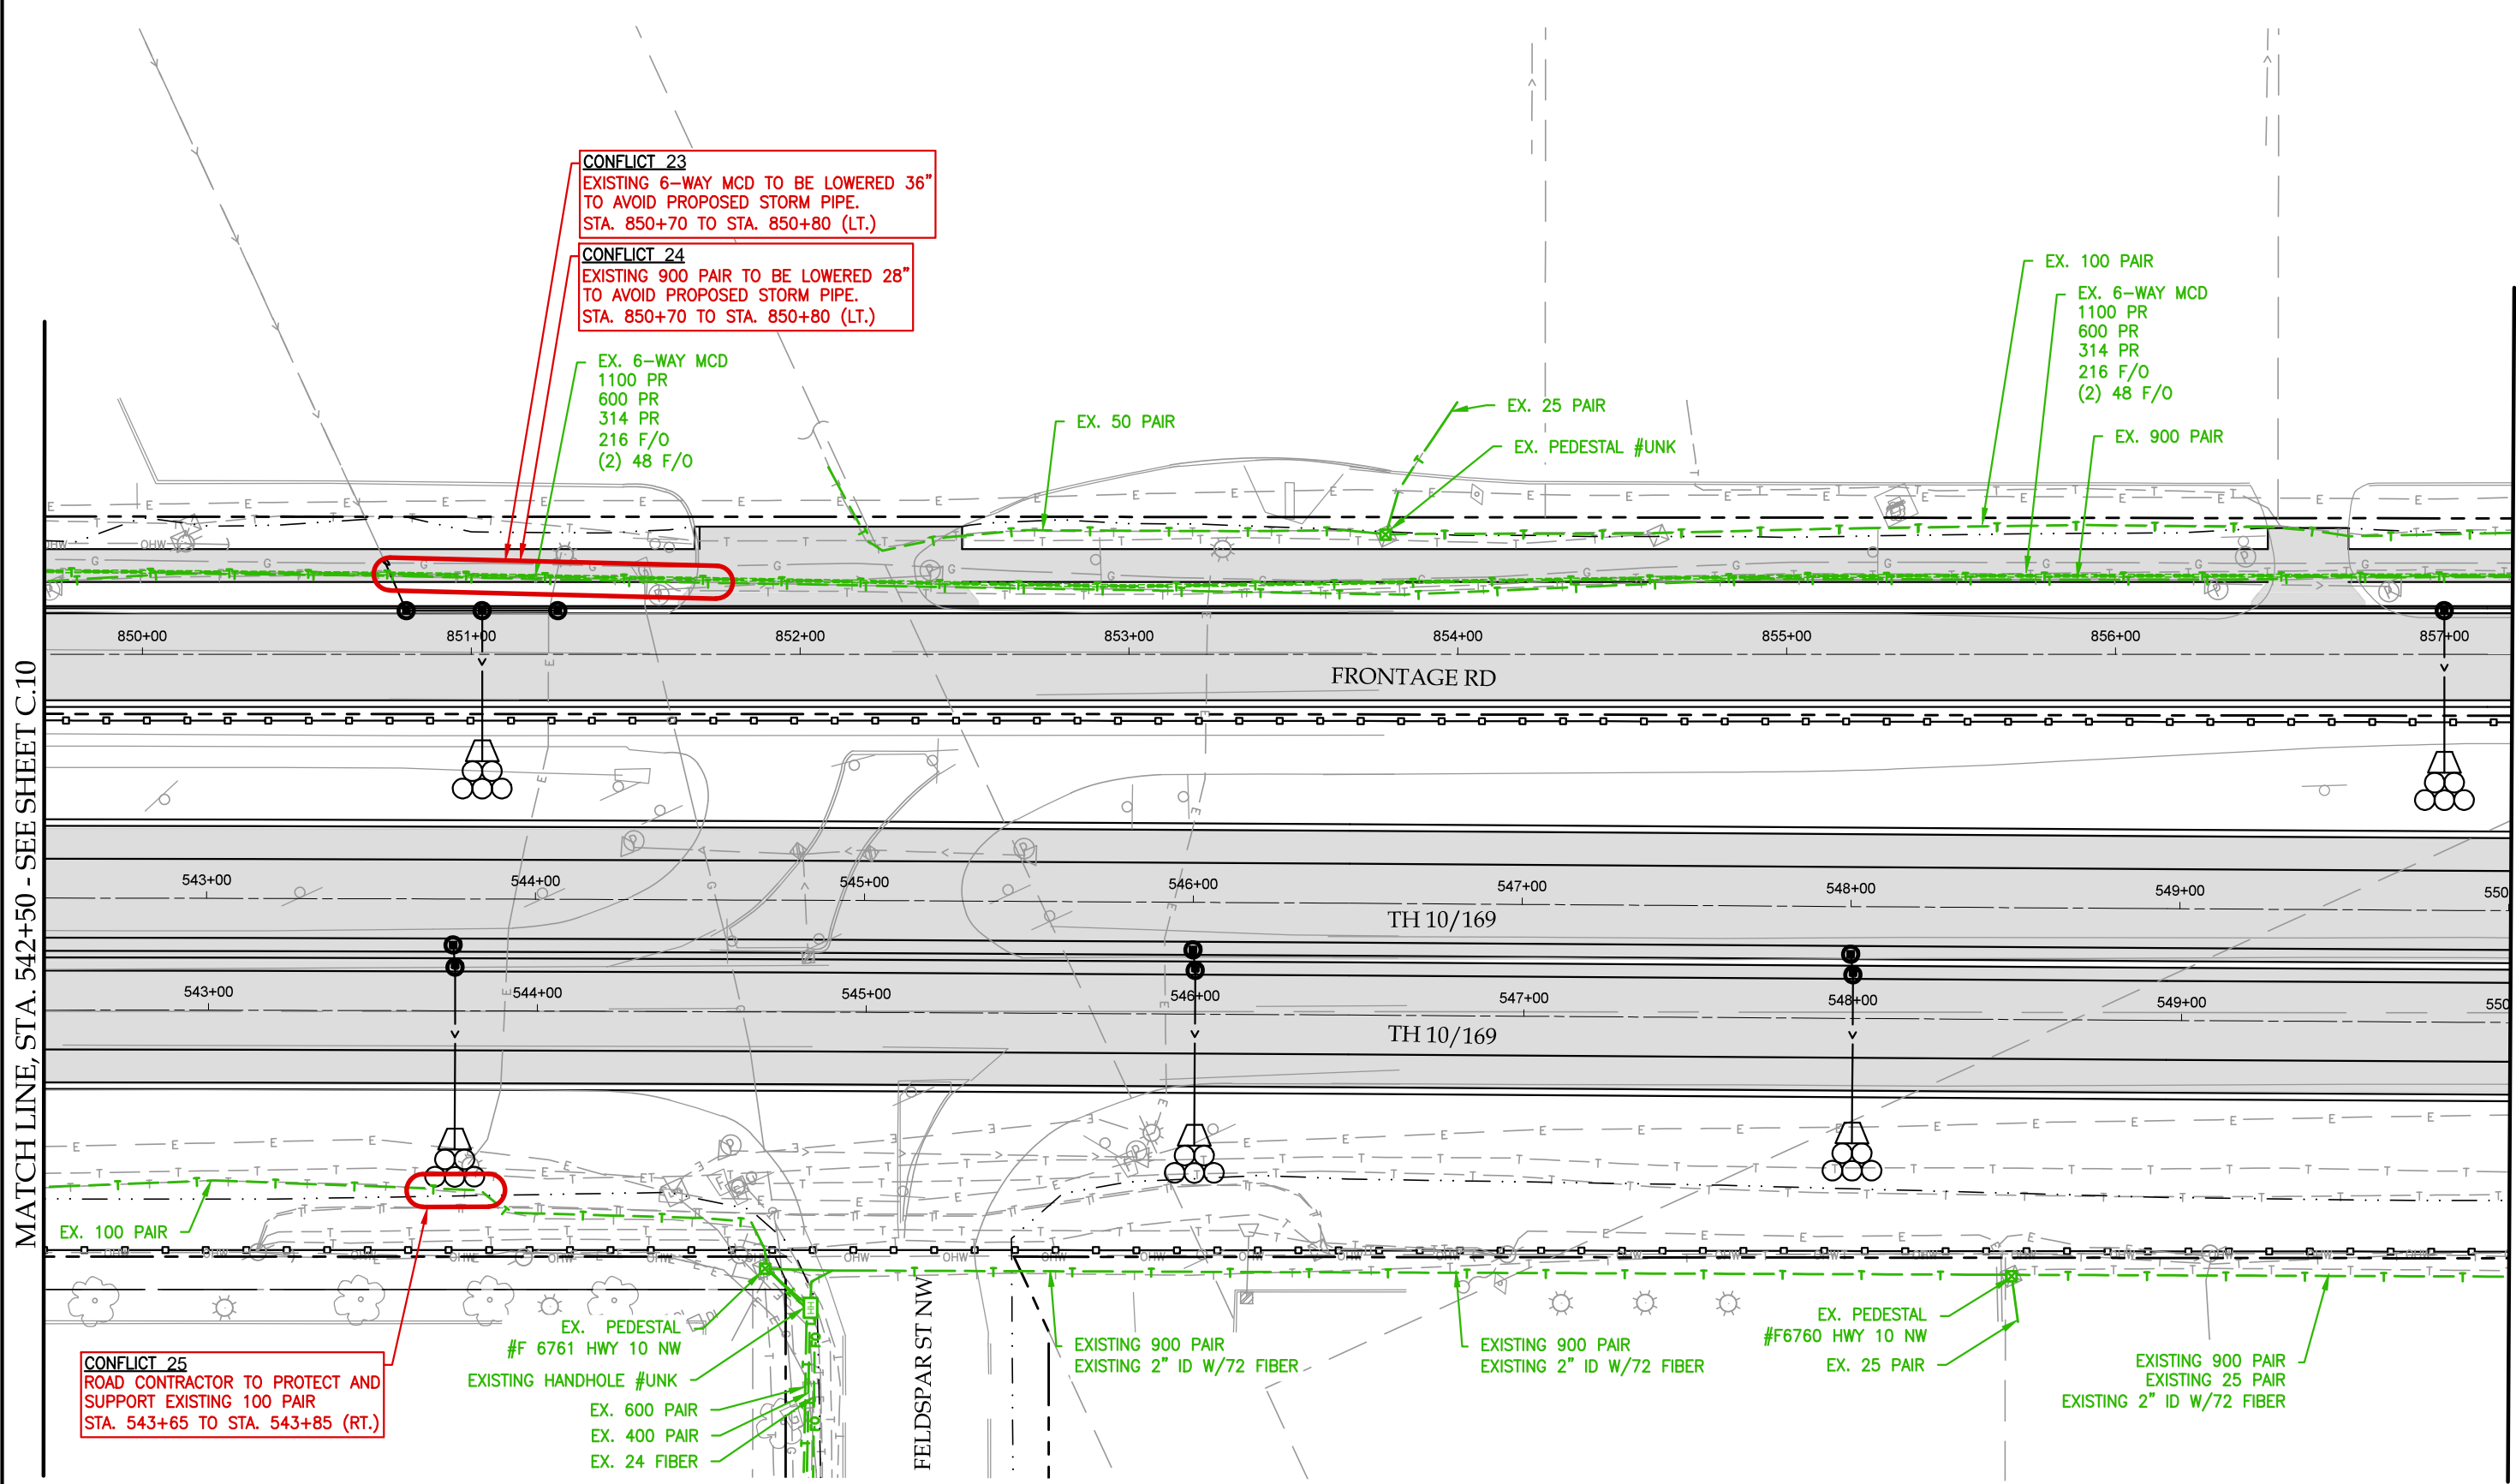 CONFLICT 23
EXISTING 6-WAY MCD TO BE LOWERED 36"
TO AVOID PROPOSED STORM PIPE.
STA. 850+70 TO STA. 850+80 (LT.)
CONFLICT 24
EXISTING 900 PAIR TO BE LOWERED 28"
TO AVOID PROPOSED STORM PIPE.
STA. 850+70 TO STA. 850+80 (LT.)
EX. 6-WAY MCD
1100 PR
600 PR
314 PR
216 F/O
(2) 48 F/O
EX. 50 PAIR
EX. 25 PAIR
EX. PEDESTAL #UNK
EX. 100 PAIR
EX. 6-WAY MCD
1100 PR
600 PR
314 PR
216 F/O
(2) 48 F/O
EX. 900 PAIR
850+00 851+00 852+00 853+00 854+00 855+00 856+00 857+00
FRONTAGE RD
MATCH LINE, STA. 542+50 - SEE SHEET C.10
543+00 544+00 545+00 546+00 547+00 548+00 549+00 550
TH 10/169
543+00 544+00 545+00 546+00 547+00 548+00 549+00 550
TH 10/169
EX. 100 PAIR
CONFLICT 25
ROAD CONTRACTOR TO PROTECT AND
SUPPORT EXISTING 100 PAIR
STA. 543+65 TO STA. 543+85 (RT.)
EX. PEDESTAL
#F 6761 HWY 10 NW
EXISTING HANDHOLE #UNK
EX. 600 PAIR
EX. 400 PAIR
EX. 24 FIBER
HH
FO
FO
FELDSPAR ST NW
EXISTING 900 PAIR
EXISTING 2" ID W/72 FIBER
EXISTING 900 PAIR
EXISTING 2" ID W/72 FIBER
EX. PEDESTAL
#F6760 HWY 10 NW
EX. 25 PAIR
EXISTING 900 PAIR
EXISTING 25 PAIR
EXISTING 2" ID W/72 FIBER